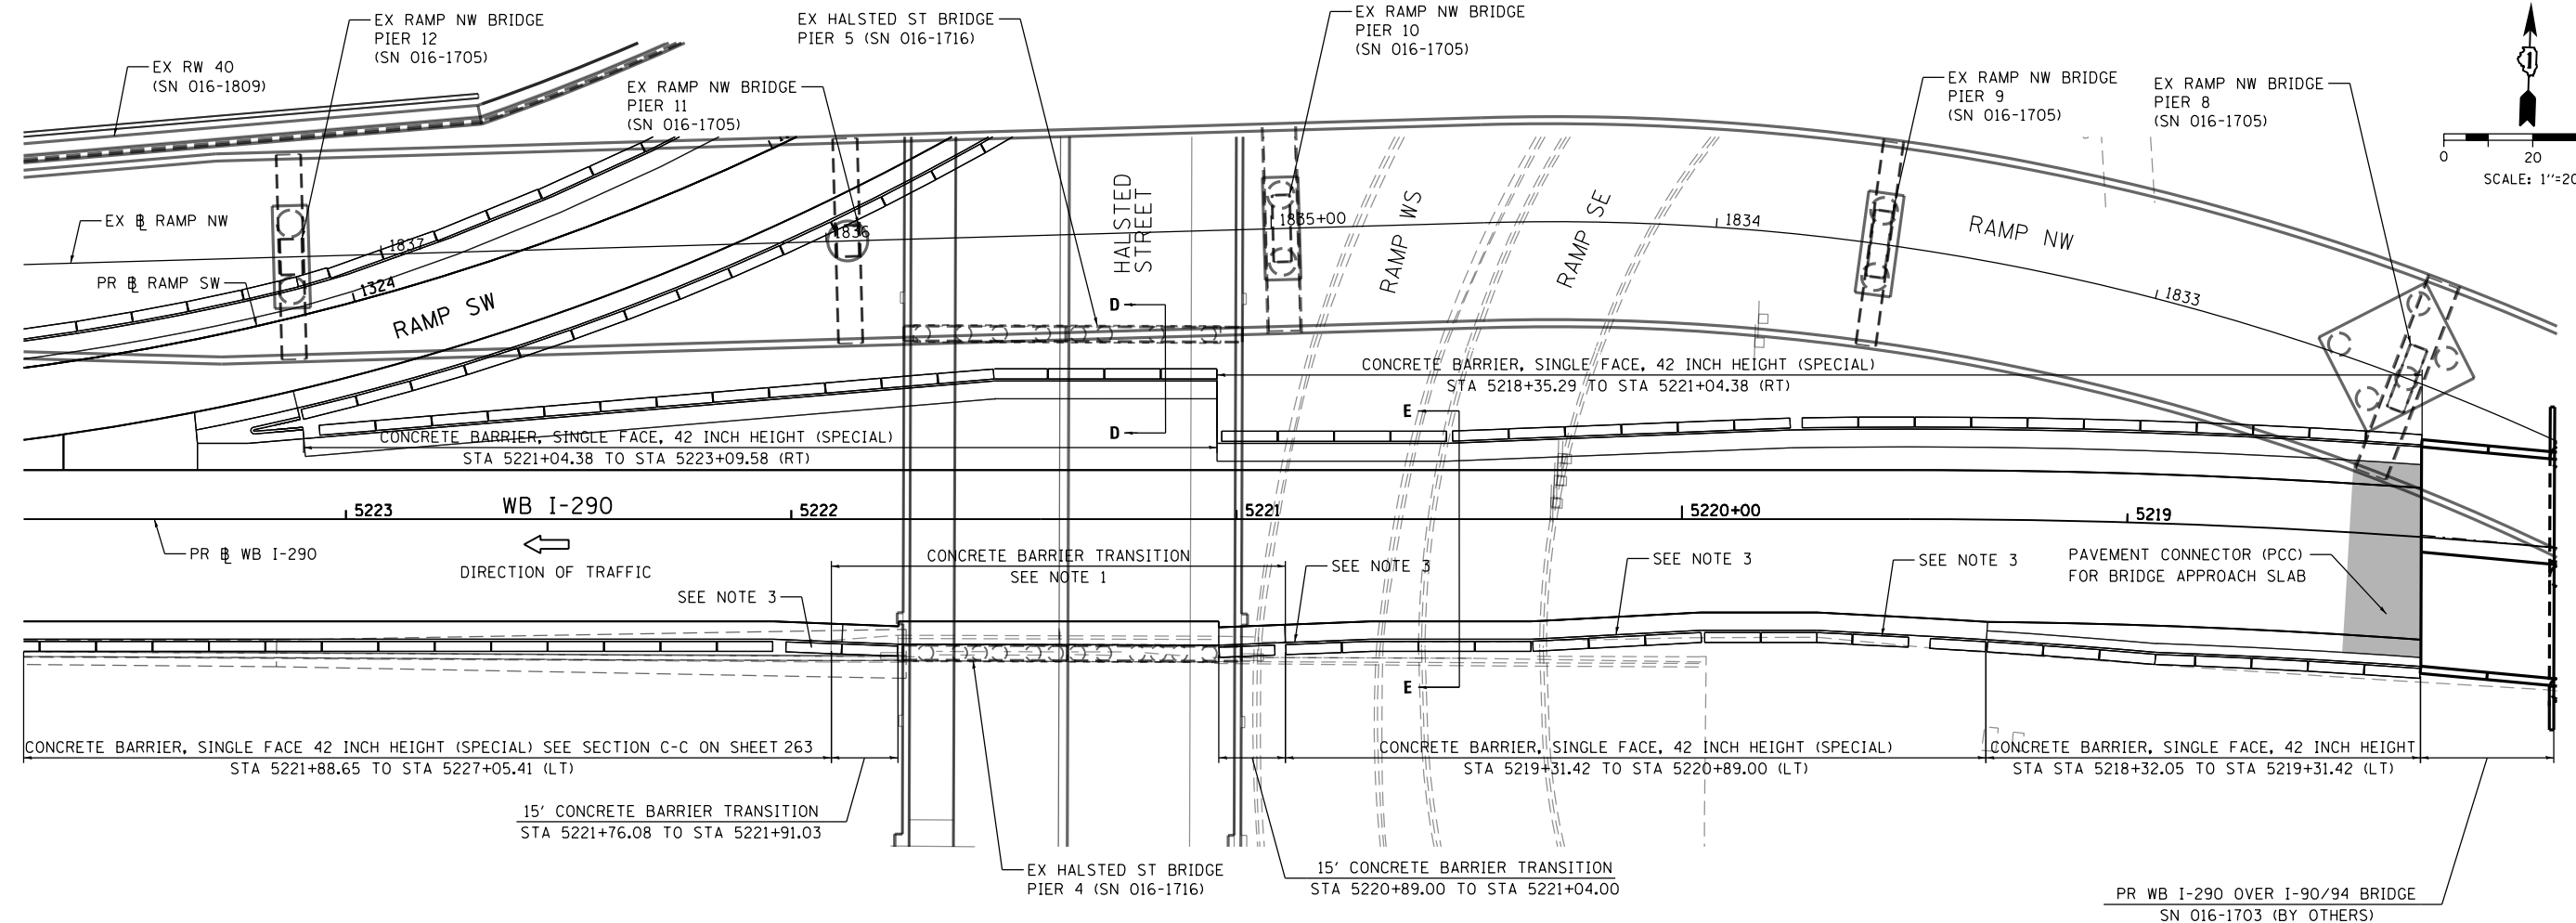 EX RAMP NW BRIDGE
PIER 12
(SN 016-1705)
EX HALSTED ST BRIDGE
PIER 5 (SN 016-1716)
EX RAMP NW BRIDGE
PIER 10
(SN 016-1705)
EX RW 40
(SN 016-1809)
EX RAMP NW BRIDGE
PIER 11
(SN 016-1705)
EX RAMP NW BRIDGE
PIER 9
(SN 016-1705)
EX RAMP NW BRIDGE
PIER 8
(SN 016-1705)
0 20
SCALE: 1''=20
EX BL RAMP NW
1837
1836
HALSTED
STREET
1835+00
RAMP WS
RAMP SE
1834
RAMP NW
1833
PR BL RAMP SW
1324
RAMP SW
D
D
CONCRETE BARRIER, SINGLE FACE, 42 INCH HEIGHT (SPECIAL)
STA 5218+35.29 TO STA 5221+04.38 (RT)
E
E
CONCRETE BARRIER, SINGLE FACE, 42 INCH HEIGHT (SPECIAL)
STA 5221+04.38 TO STA 5223+09.58 (RT)
5223
WB I-290
5222
5221
5220+00
5219
PR BL WB I-290
DIRECTION OF TRAFFIC
CONCRETE BARRIER TRANSITION
SEE NOTE 1
SEE NOTE 3
SEE NOTE 3
SEE NOTE 3
SEE NOTE 3
PAVEMENT CONNECTOR (PCC)
FOR BRIDGE APPROACH SLAB
CONCRETE BARRIER, SINGLE FACE 42 INCH HEIGHT (SPECIAL) SEE SECTION C-C ON SHEET 263
STA 5221+88.65 TO STA 5227+05.41 (LT)
CONCRETE BARRIER, SINGLE FACE, 42 INCH HEIGHT (SPECIAL)
STA 5219+31.42 TO STA 5220+89.00 (LT)
CONCRETE BARRIER, SINGLE FACE, 42 INCH HEIGHT
STA STA 5218+32.05 TO STA 5219+31.42 (LT)
15' CONCRETE BARRIER TRANSITION
STA 5221+76.08 TO STA 5221+91.03
EX HALSTED ST BRIDGE
PIER 4 (SN 016-1716)
15' CONCRETE BARRIER TRANSITION
STA 5220+89.00 TO STA 5221+04.00
PR WB I-290 OVER I-90/94 BRIDGE
SN 016-1703 (BY OTHERS)